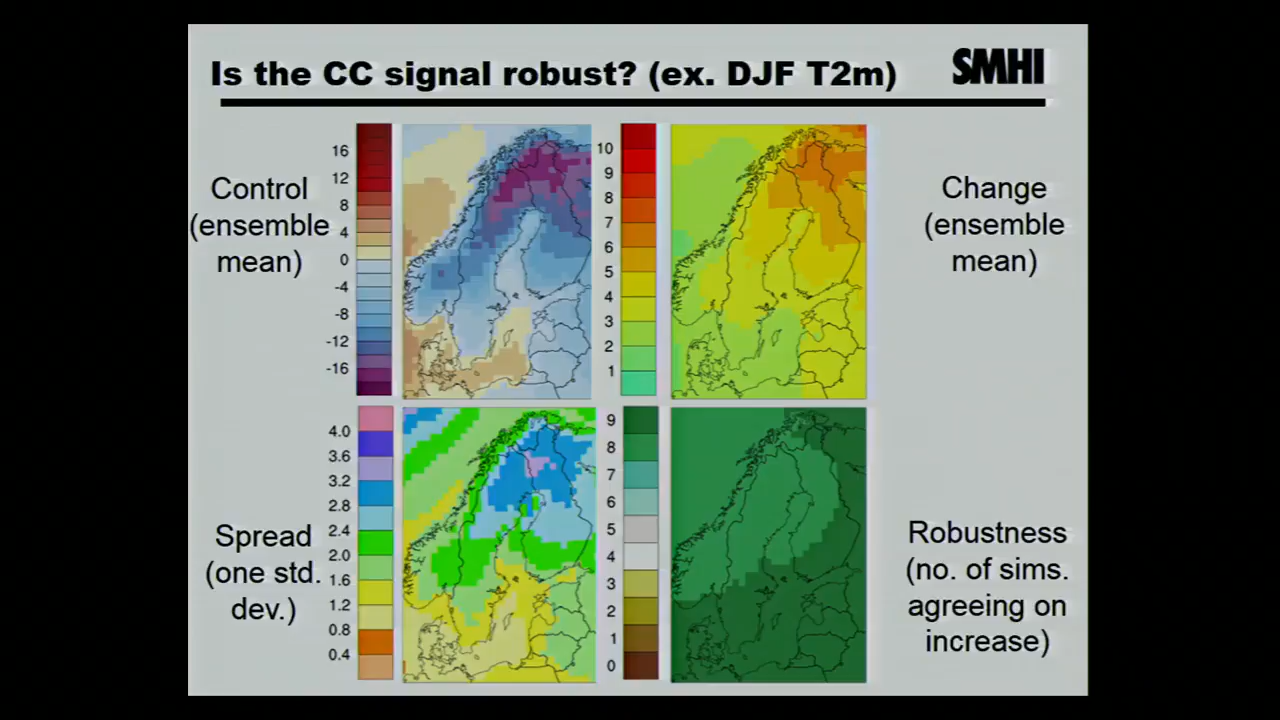 Is the CC signal robust? (ex. DJF T2m)
SMHI
Control
(ensemble
mean)
16
12
8
4
0
-4
-8
-12
-16
10
9
8
7
6
5
4
3
2
1
Change
(ensemble
mean)
Spread
(one std.
dev.)
4.0
3.6
3.2
2.8
2.4
2.0
1.6
1.2
0.8
0.4
9
8
7
6
5
4
3
2
1
0
Robustness
(no. of sims.
agreeing on
increase)